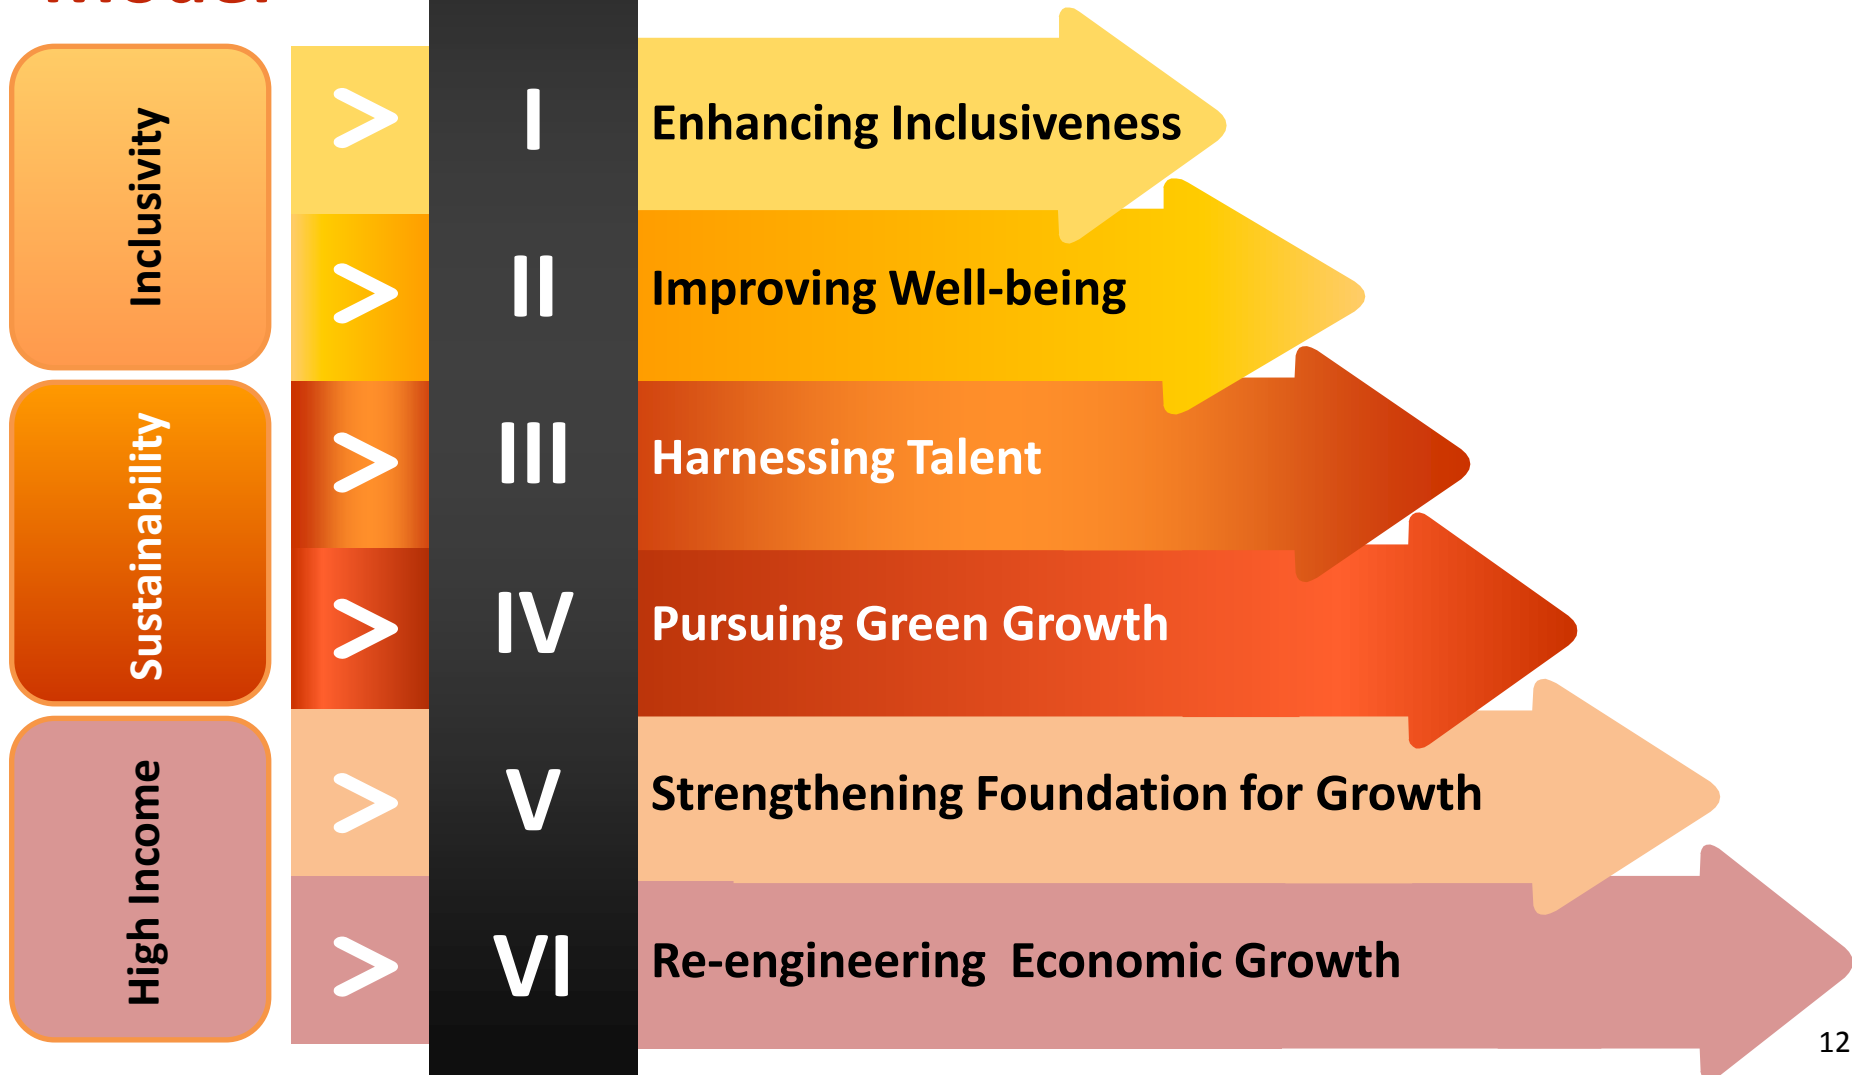 Inclusivity
> I Enhancing Inclusiveness
> II Improving Well-being
Sustainability
> III Harnessing Talent
> IV Pursuing Green Growth
High Income
> V Strengthening Foundation for Growth
> VI Re-engineering  Economic Growth
12